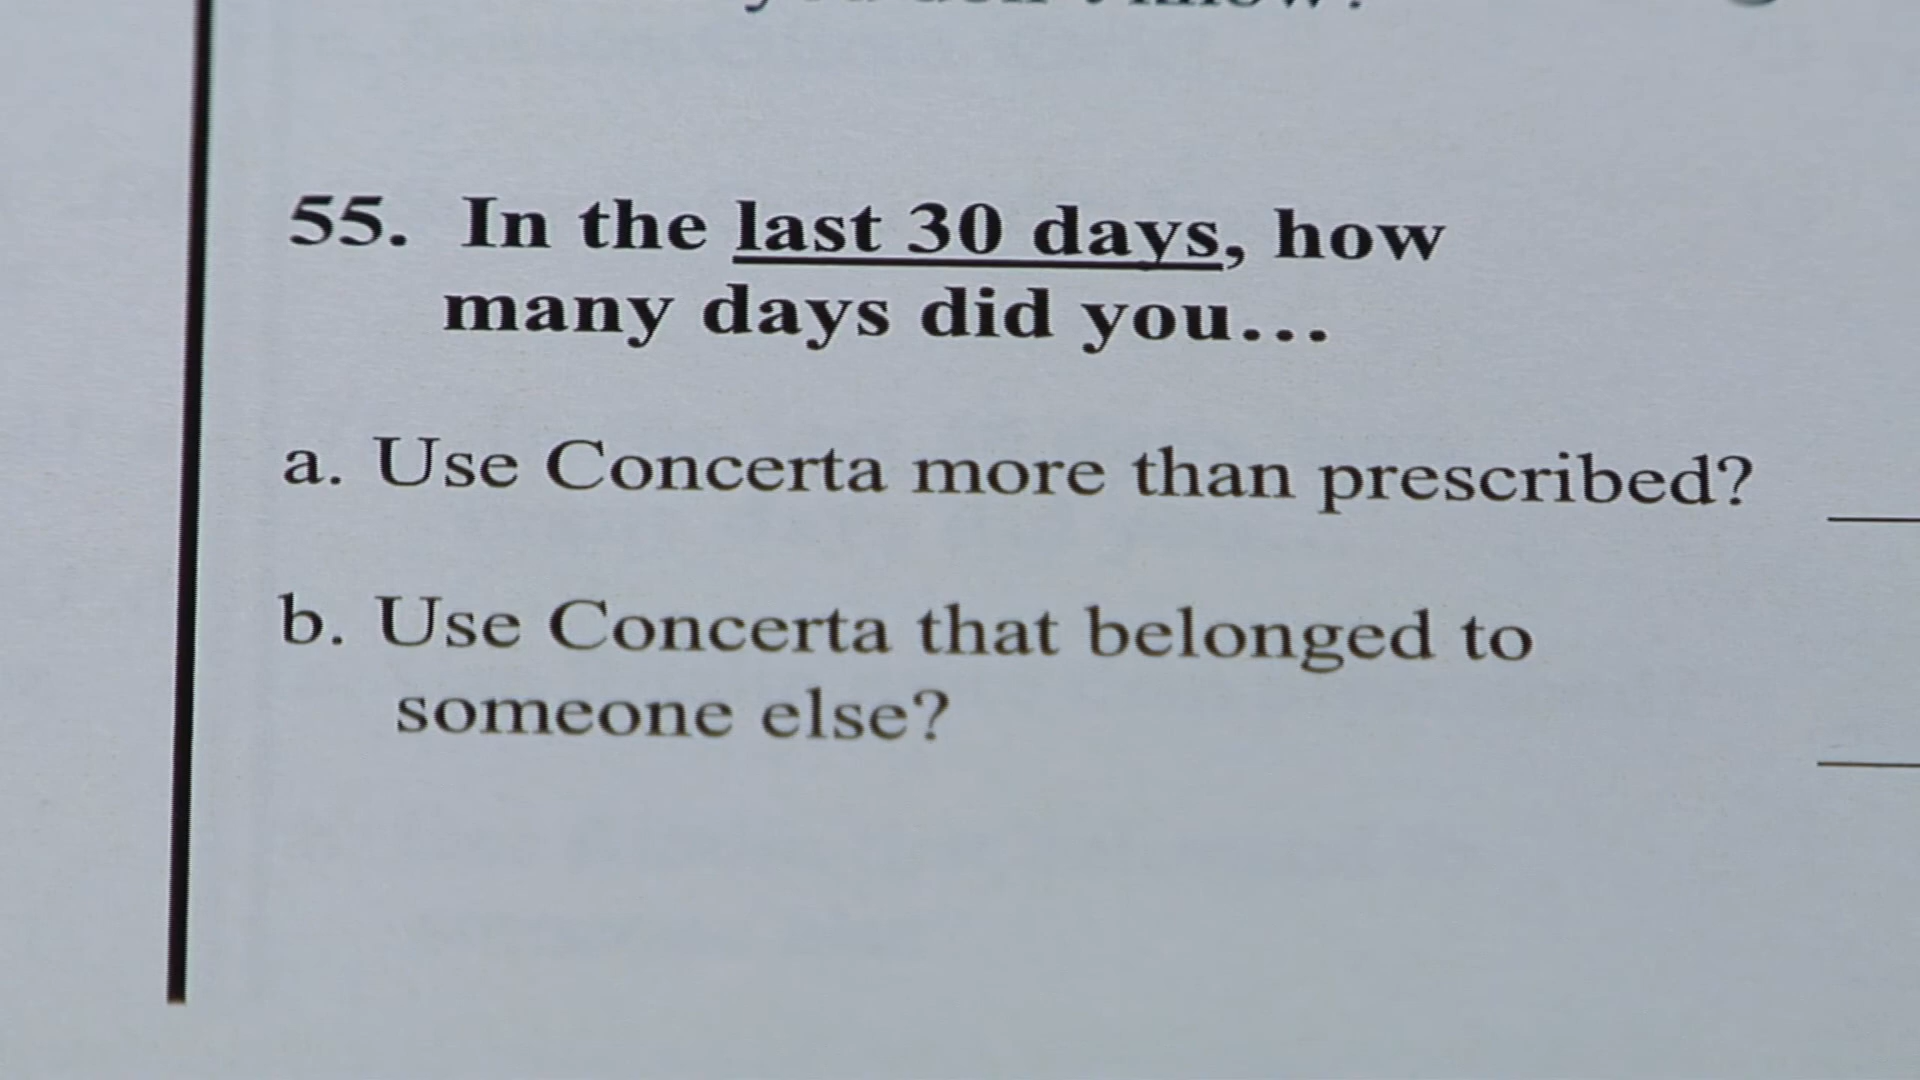 55. In the last 30 days, how
many days did you...
a. Use Concerta more than prescribed?
b. Use Concerta that belonged to
someone else?